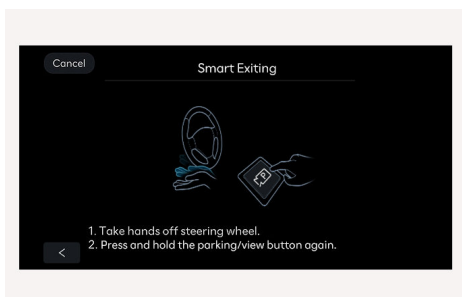 Cancel
Smart Exiting
P
1. Take hands off steering wheel.
2. Press and hold the parking/view button again.
<